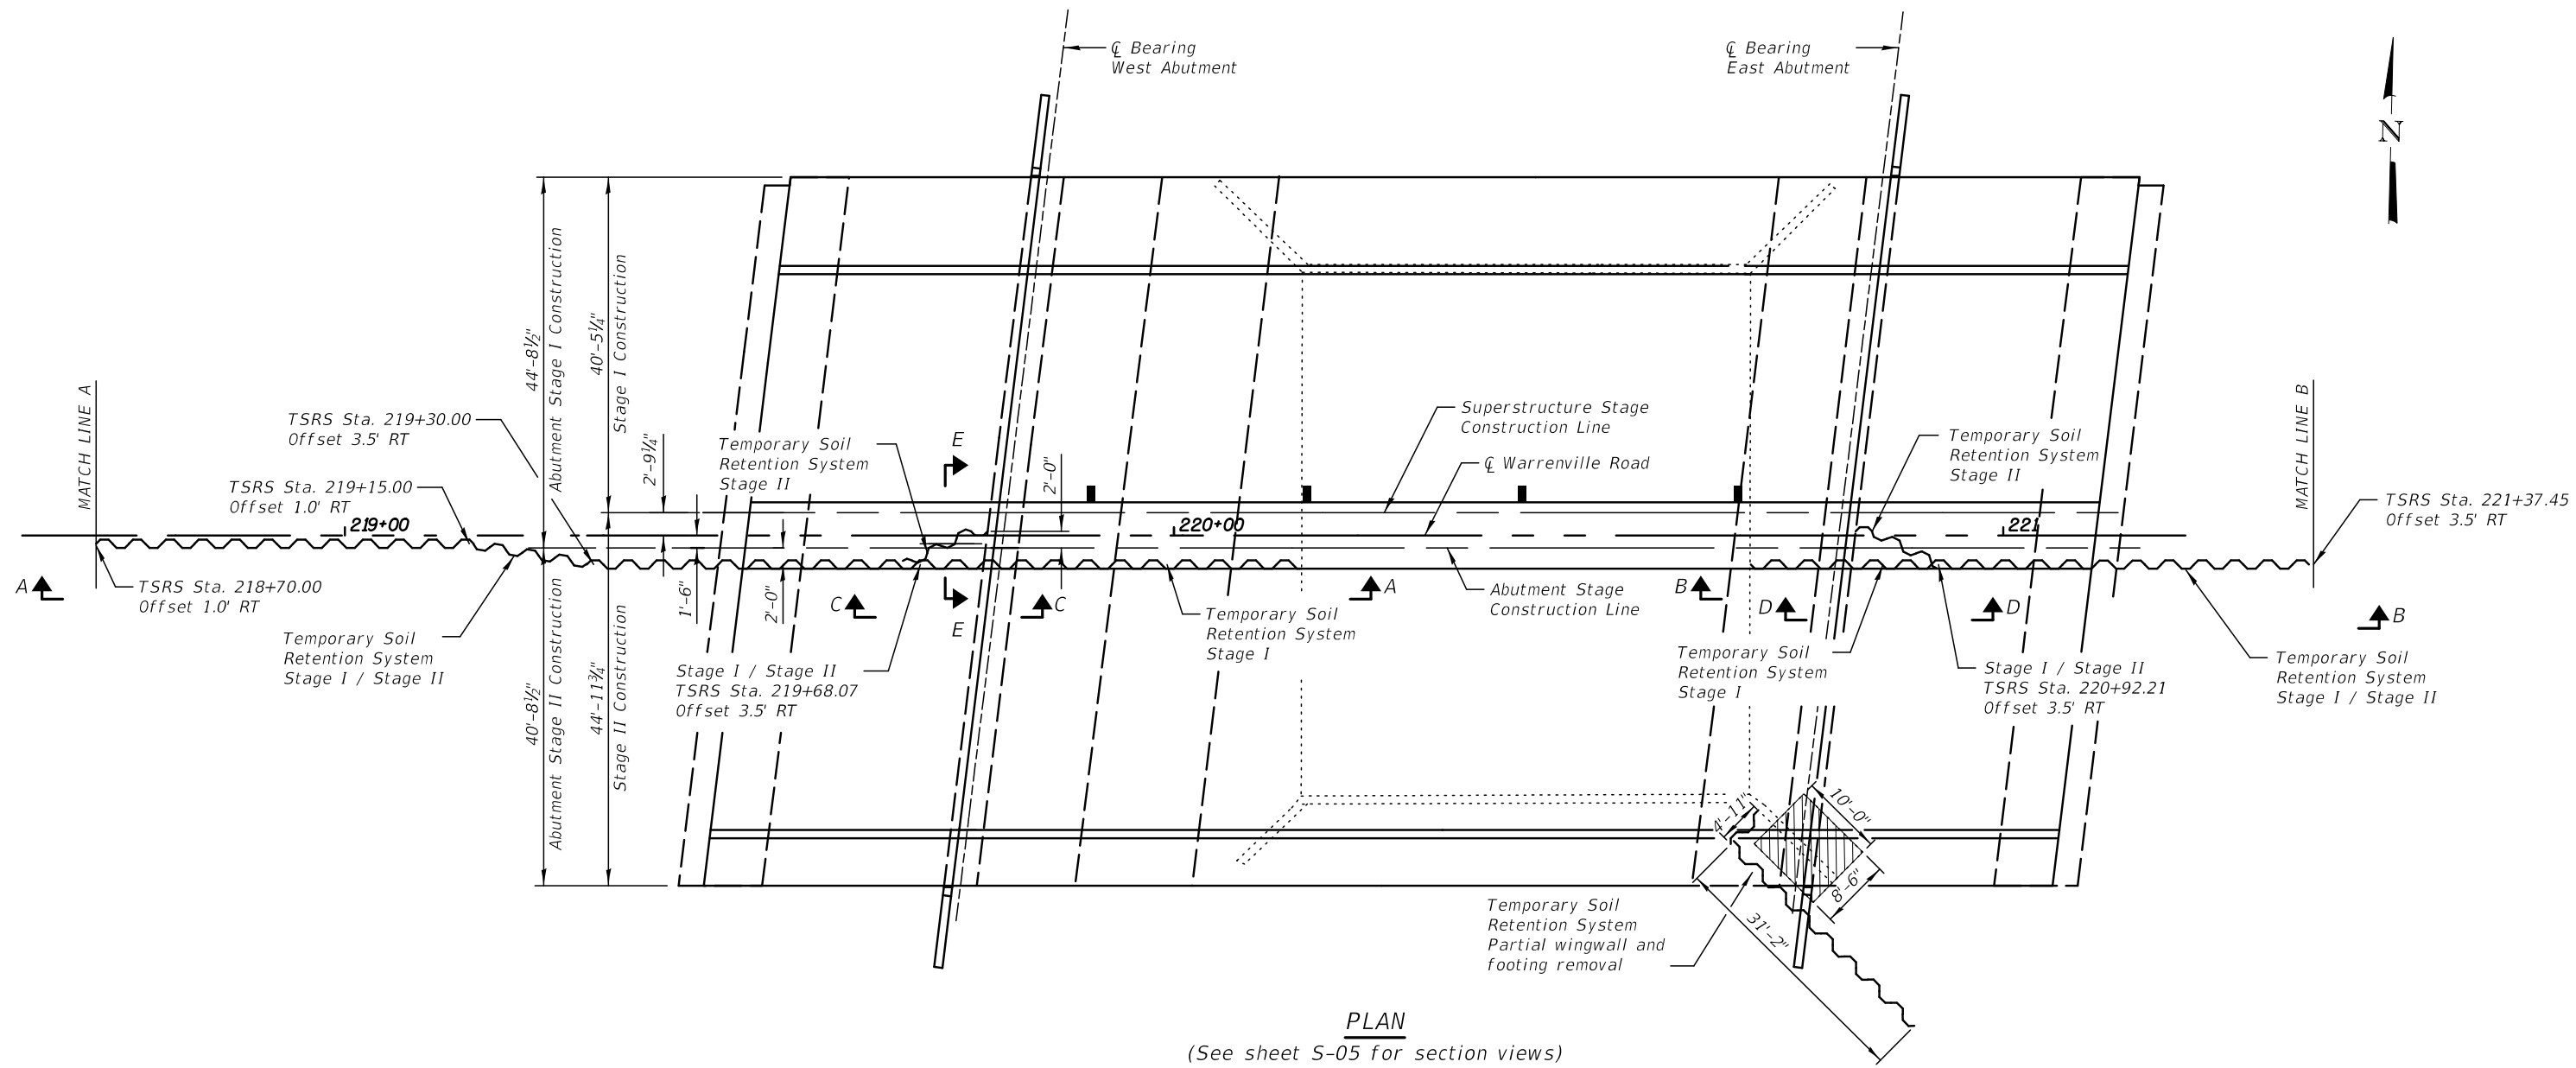 ℄ Bearing
West Abutment
℄ Bearing
East Abutment
N
MATCH LINE A
TSRS Sta. 219+30.00
Offset 3.5' RT
TSRS Sta. 219+15.00
Offset 1.0' RT
219+00
TSRS Sta. 218+70.00
Offset 1.0' RT
A
Temporary Soil
Retention System
Stage I / Stage II
44'-8½"
Abutment Stage I Construction
40'-5¼"
Stage I Construction
40'-8½"
Abutment Stage II Construction
44'-11¾"
Stage II Construction
2'-9¼"
1'-6"
2'-0"
Temporary Soil
Retention System
Stage II
E
E
2'-0"
C
C
Stage I / Stage II
TSRS Sta. 219+68.07
Offset 3.5' RT
220+00
Superstructure Stage
Construction Line
℄ Warrenville Road
A
Abutment Stage
Construction Line
Temporary Soil
Retention System
Stage I
B
D
D
Temporary Soil
Retention System
Stage II
221
Temporary Soil
Retention System
Stage I
Stage I / Stage II
TSRS Sta. 220+92.21
Offset 3.5' RT
MATCH LINE B
TSRS Sta. 221+37.45
Offset 3.5' RT
B
Temporary Soil
Retention System
Stage I / Stage II
4'-11"
10'-0"
8'-6"
31'-2"
Temporary Soil
Retention System
Partial wingwall and
footing removal
PLAN
(See sheet S-05 for section views)